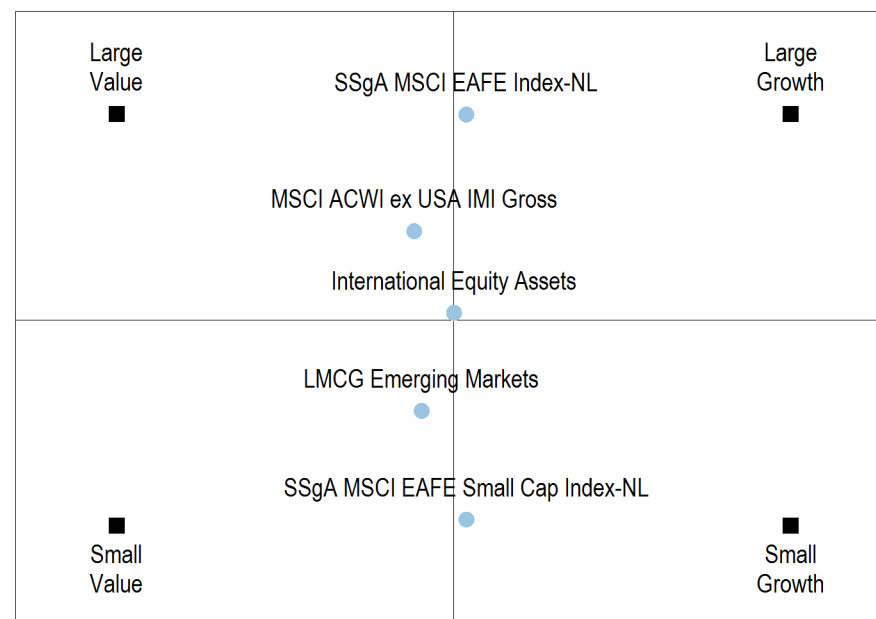 Large
Value
SSgA MSCI EAFE Index-NL
Large
Growth
MSCI ACWI ex USA IMI Gross
International Equity Assets
LMCG Emerging Markets
SSgA MSCI EAFE Small Cap Index-NL
Small
Value
Small
Growth